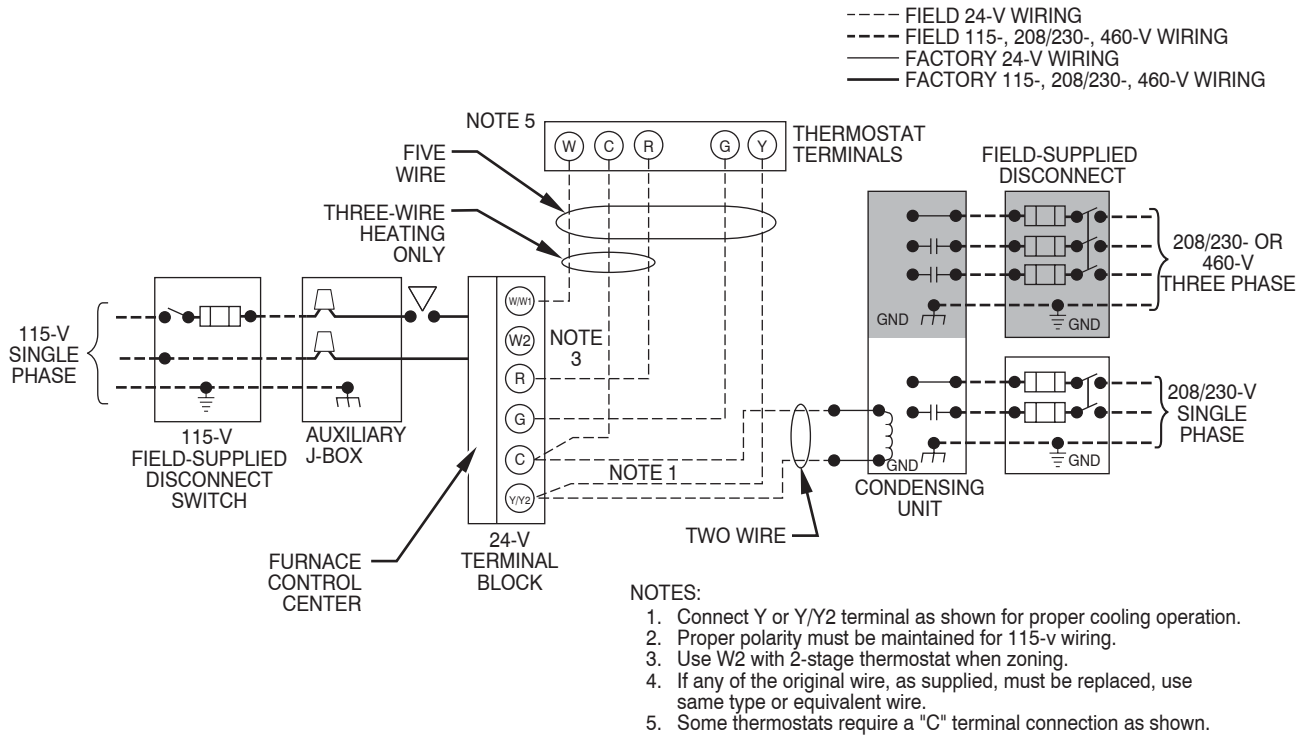 FIELD 24-V WIRING
FIELD 115-, 208/230-, 460-V WIRING
FACTORY 24-V WIRING
FACTORY 115-, 208/230-, 460-V WIRING
NOTE 5
W
C
R
G
Y
THERMOSTAT
TERMINALS
FIVE
WIRE
THREE-WIRE
HEATING
ONLY
FIELD-SUPPLIED
DISCONNECT
208/230- OR
460-V
THREE PHASE
GND
GND
115-V
SINGLE
PHASE
W/W1
W2
R
G
C
Y/Y2
NOTE
3
NOTE 1
208/230-V
SINGLE
PHASE
GND
GND
115-V
FIELD-SUPPLIED
DISCONNECT
SWITCH
AUXILIARY
J-BOX
CONDENSING
UNIT
TWO WIRE
24-V
TERMINAL
BLOCK
FURNACE
CONTROL
CENTER
NOTES:
1. Connect Y or Y/Y2 terminal as shown for proper cooling operation.
2. Proper polarity must be maintained for 115-v wiring.
3. Use W2 with 2-stage thermostat when zoning.
4. If any of the original wire, as supplied, must be replaced, use
same type or equivalent wire.
5. Some thermostats require a "C" terminal connection as shown.